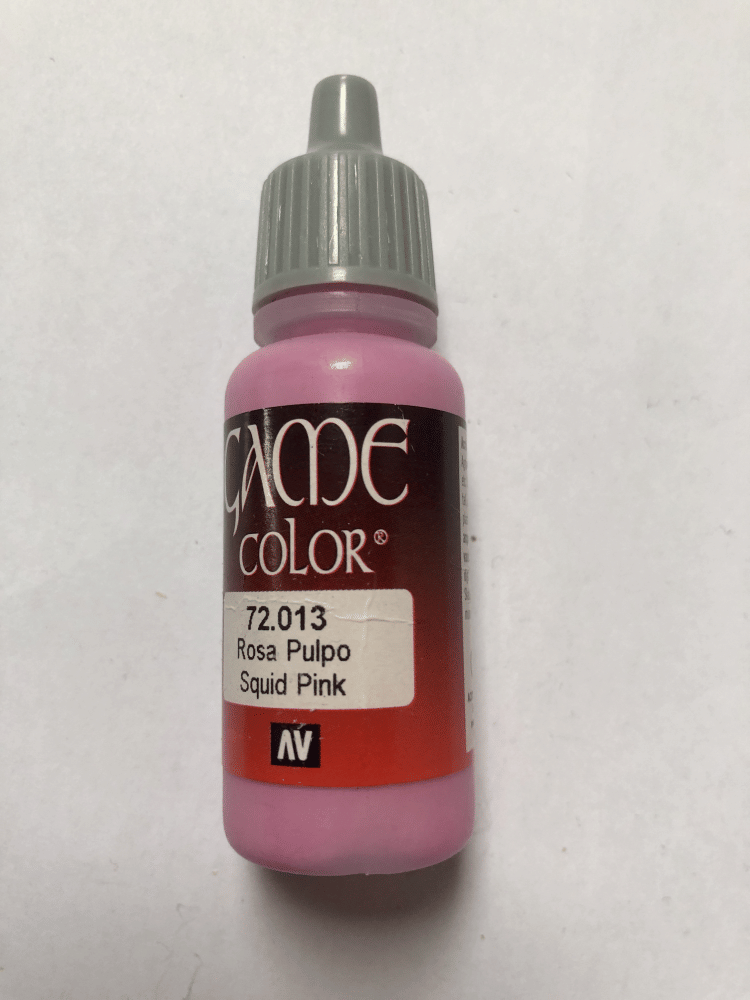 GAME
COLOR®
72.013
Rosa Pulpo
Squid Pink
AV